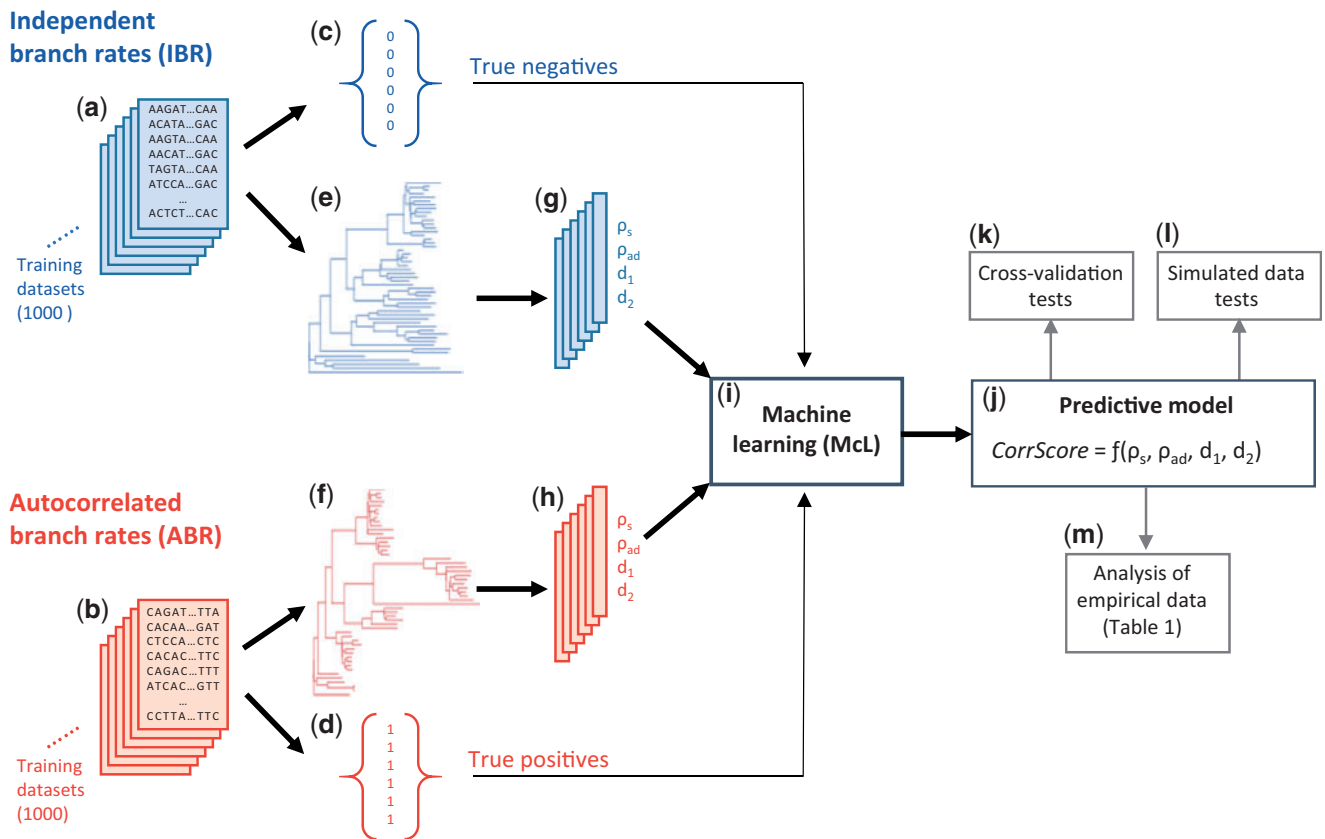 Independent
branch rates (IBR)
(a)
AAGAT...CAA
ACATA...GAC
AAGTA...CAA
AACAT...GAC
TAGTA...CAA
ATCCA...GAC
...
ACTCT...CAC
Training
datasets
(1000 )
(c)
0
0
0
0
0
0
True negatives
(e)
(g)
ρs
ρad
d1
d2
(i)
Machine
learning (McL)
(k)
Cross-validation
tests
(l)
Simulated data
tests
(j)
Predictive model
CorrScore = ƒ(ρs, ρad, d1, d2)
(m)
Analysis of
empirical data
(Table 1)
Autocorrelated
branch rates (ABR)
(b)
CAGAT...TTA
CACAA...GAT
CTCCA...CTC
CACAC...TTC
CAGAC...TTT
ATCAC...GTT
...
CCTTA...TTC
Training
datasets
(1000)
(f)
(h)
ρs
ρad
d1
d2
(d)
1
1
1
1
1
1
True positives